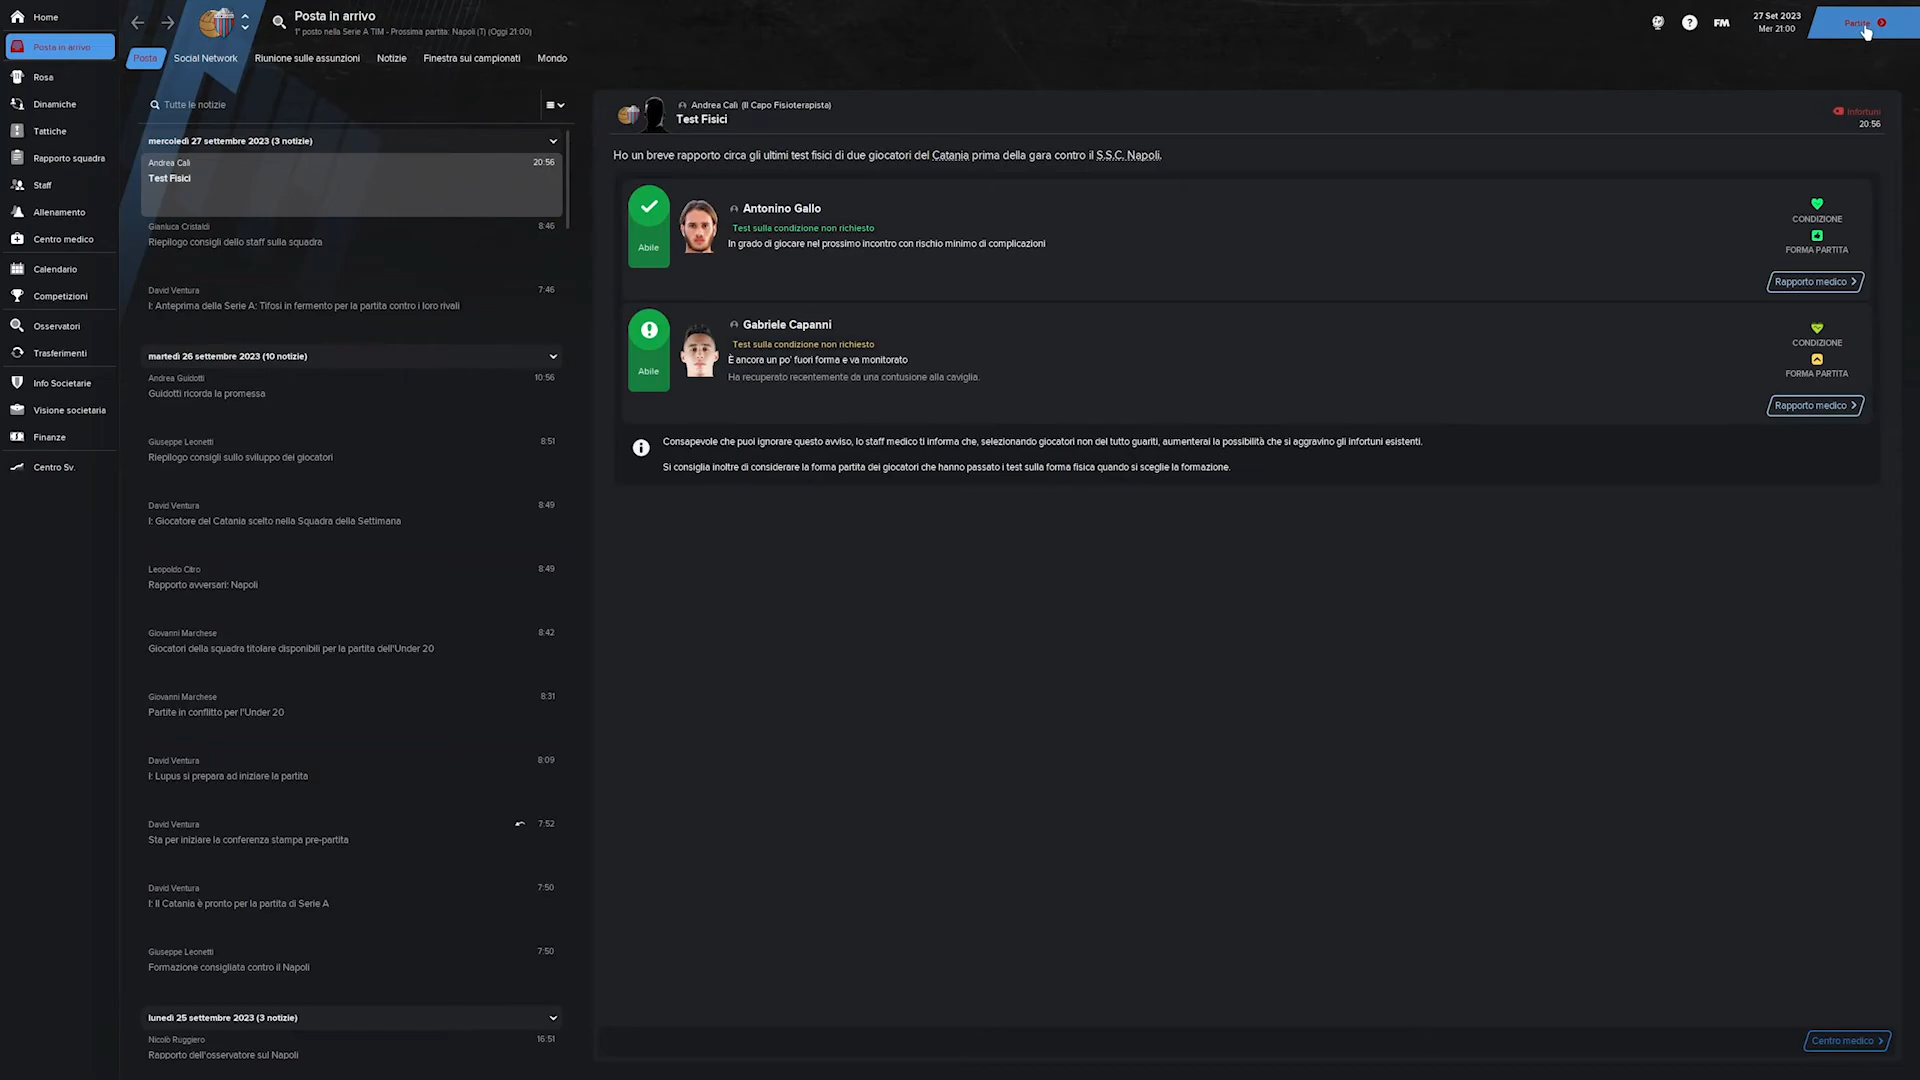 Home
Posta in arrivo
Rosa
Dinamiche
Tattiche
Rapporto squadra
Staff
Allenamento
Centro medico
Calendario
Competizioni
Osservatori
Trasferimenti
Info Societarie
Visione societaria
Finanze
Centro Sv.
Posta in arrivo
1° posto nella Serie A TIM - Prossima partita: Napoli (T) (Oggi 21:00)
FM
27 Set 2023
Mer 21:00
Partite
Posta
Social Network
Riunione sulle assunzioni
Notizie
Finestra sui campionati
Mondo
Tutte le notizie
mercoledì 27 settembre 2023 (3 notizie)
Andrea Calì 20:56
Test Fisici
Gianluca Cristaldi 8:46
Riepilogo consigli dello staff sulla squadra
David Ventura 7:46
I: Anteprima della Serie A: Tifosi in fermento per la partita contro i loro rivali
martedì 26 settembre 2023 (10 notizie)
Andrea Guidotti 10:56
Guidotti ricorda la promessa
Giuseppe Leonetti 8:51
Riepilogo consigli sullo sviluppo dei giocatori
David Ventura 8:49
I: Giocatore del Catania scelto nella Squadra della Settimana
Leopoldo Citro 8:49
Rapporto avversari: Napoli
Giovanni Marchese 8:42
Giocatori della squadra titolare disponibili per la partita dell'Under 20
Giovanni Marchese 8:31
Partite in conflitto per l'Under 20
David Ventura 8:09
I: Lupus si prepara ad iniziare la partita
David Ventura 7:52
Sta per iniziare la conferenza stampa pre-partita
David Ventura 7:50
I: Il Catania è pronto per la partita di Serie A
Giuseppe Leonetti 7:50
Formazione consigliata contro il Napoli
lunedì 25 settembre 2023 (3 notizie)
Nicolò Ruggiero 16:51
Rapporto dell'osservatore sul Napoli
Andrea Calì (Il Capo Fisioterapista)
Test Fisici
Infortuni
20:56
Ho un breve rapporto circa gli ultimi test fisici di due giocatori del Catania prima della gara contro il S.S.C. Napoli.
Abile
Antonino Gallo
Test sulla condizione non richiesto
In grado di giocare nel prossimo incontro con rischio minimo di complicazioni
CONDIZIONE
FORMA PARTITA
Rapporto medico
Abile
Gabriele Capanni
Test sulla condizione non richiesto
È ancora un po' fuori forma e va monitorato
Ha recuperato recentemente da una contusione alla caviglia.
CONDIZIONE
FORMA PARTITA
Rapporto medico
Consapevole che puoi ignorare questo avviso, lo staff medico ti informa che, selezionando giocatori non del tutto guariti, aumenterai la possibilità che si aggravino gli infortuni esistenti.
Si consiglia inoltre di considerare la forma partita dei giocatori che hanno passato i test sulla forma fisica quando si sceglie la formazione.
Centro medico